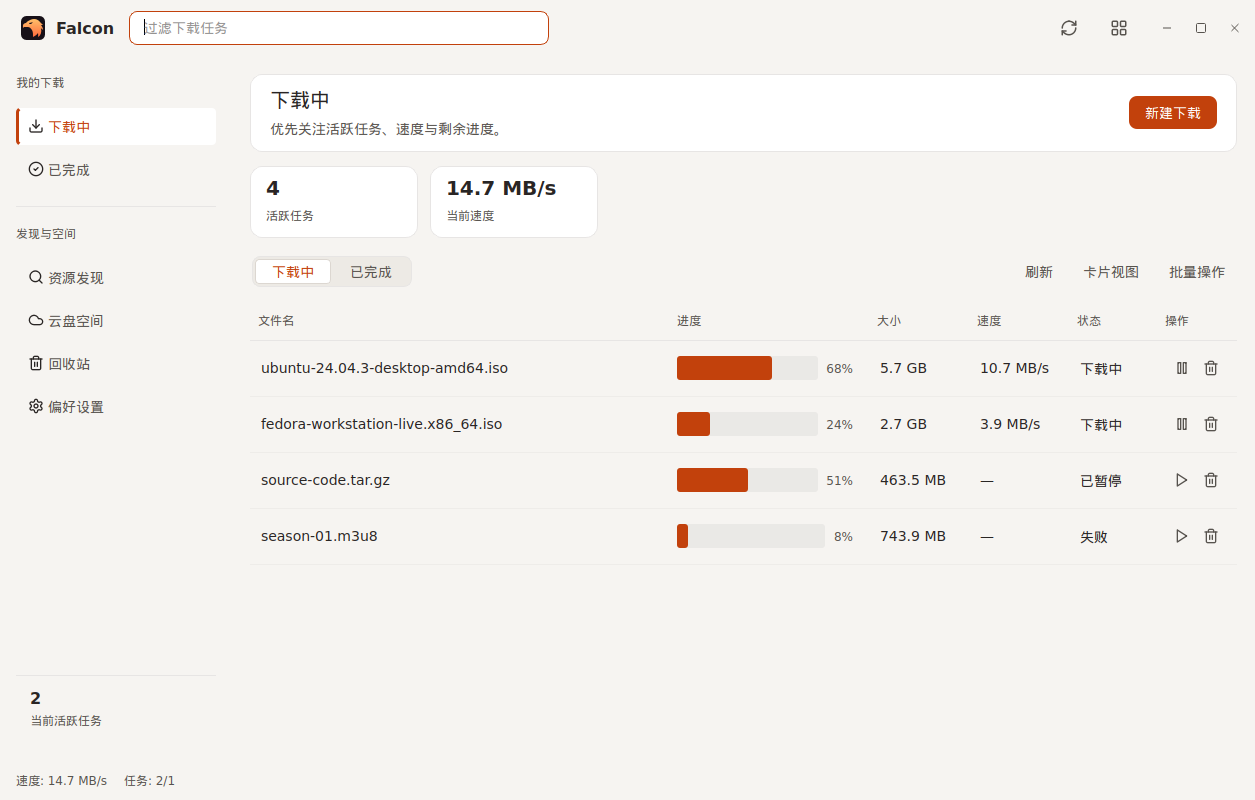 Falcon
过滤下载任务
我的下载
下载中
已完成
发现与空间
资源发现
云盘空间
回收站
偏好设置
2
当前活跃任务
速度: 14.7 MB/s 任务: 2/1
下载中
优先关注活跃任务、速度与剩余进度。
新建下载
4
活跃任务
14.7 MB/s
当前速度
下载中 已完成
刷新 卡片视图 批量操作
文件名 进度 大小 速度 状态 操作
ubuntu-24.04.3-desktop-amd64.iso 68% 5.7 GB 10.7 MB/s 下载中
fedora-workstation-live.x86_64.iso 24% 2.7 GB 3.9 MB/s 下载中
source-code.tar.gz 51% 463.5 MB — 已暂停
season-01.m3u8 8% 743.9 MB — 失败